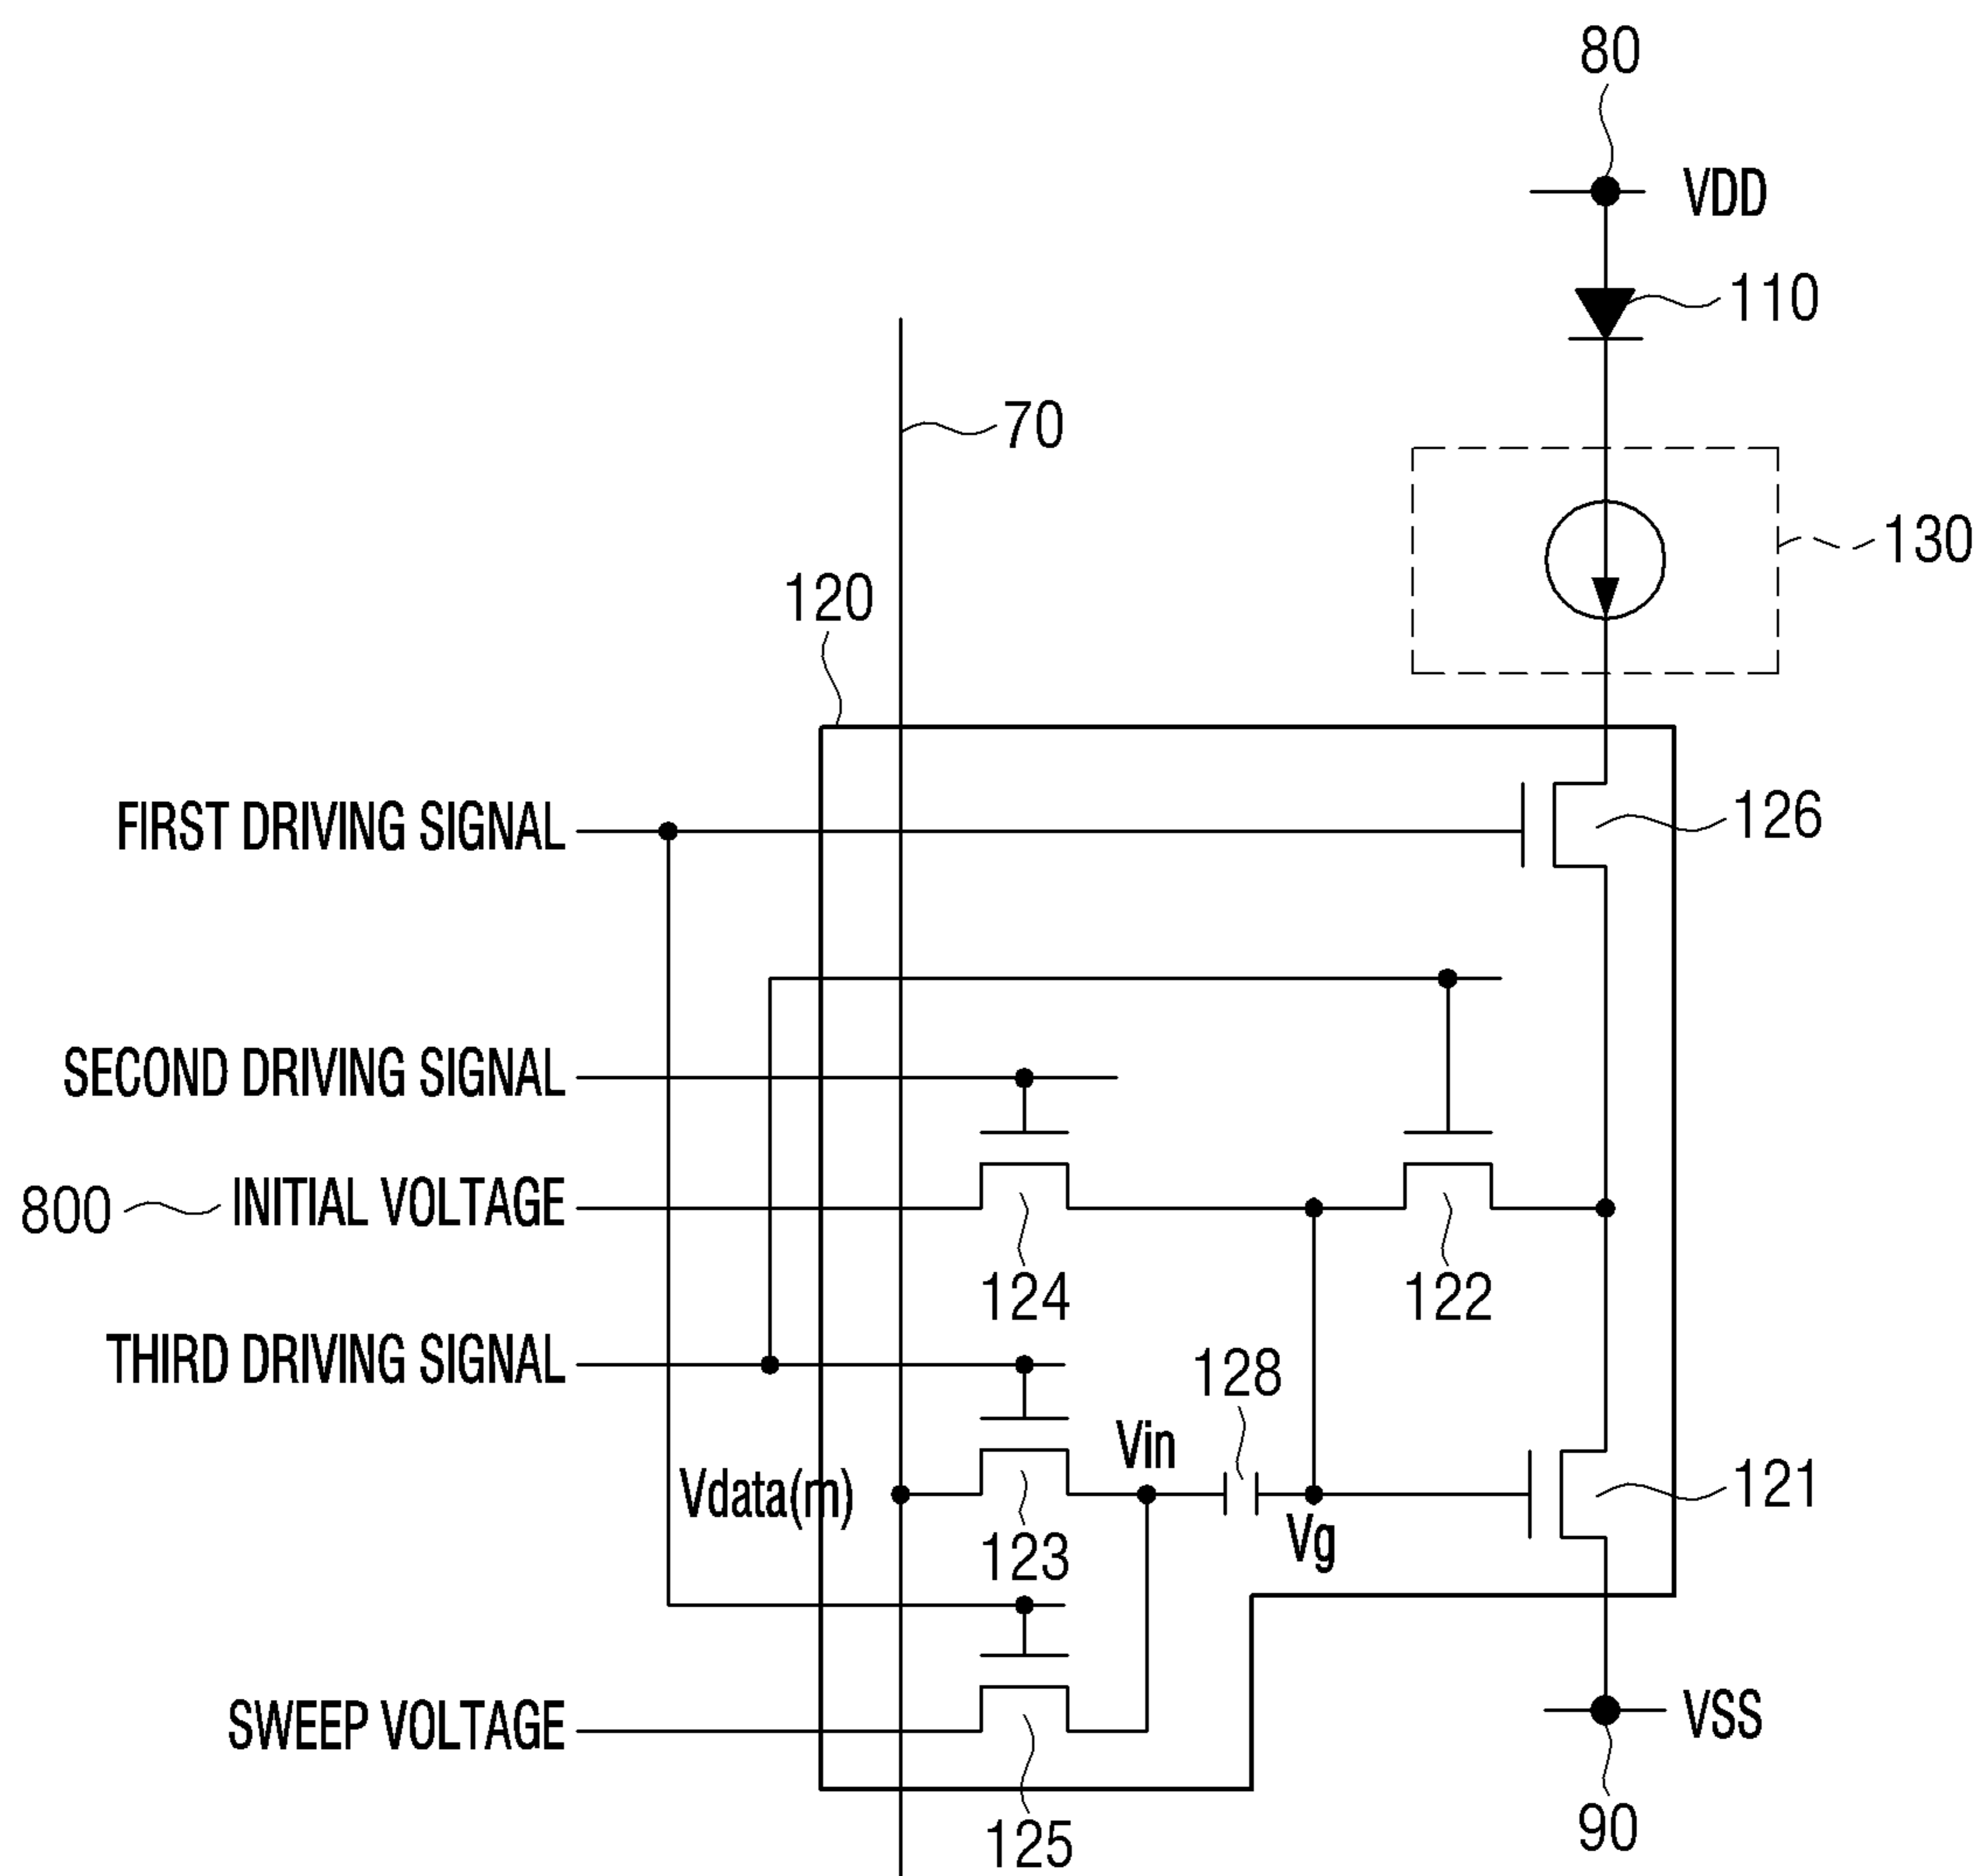 80
VDD
110
70
130
120
FIRST DRIVING SIGNAL
126
SECOND DRIVING SIGNAL
800
INITIAL VOLTAGE
124
122
THIRD DRIVING SIGNAL
128
Vin
Vdata(m)
121
Vg
123
SWEEP VOLTAGE
VSS
125
90